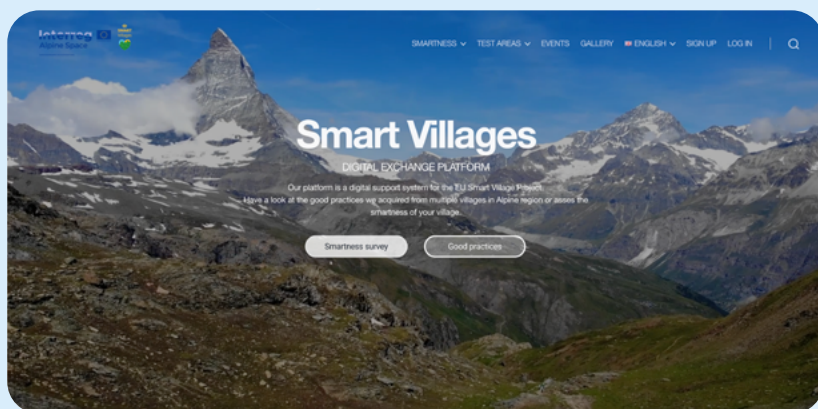 Interreg
Alpine Space
SMARTNESS TEST AREAS EVENTS GALLERY ENGLISH SIGN UP LOG IN
Smart Villages
DIGITAL EXCHANGE PLATFORM
Our platform is a digital support system for the EU Smart Village Project.
Have a look at the good practices we acquired from multiple villages in Alpine region or asses the
smartness of your village.
Smartness survey Good practices